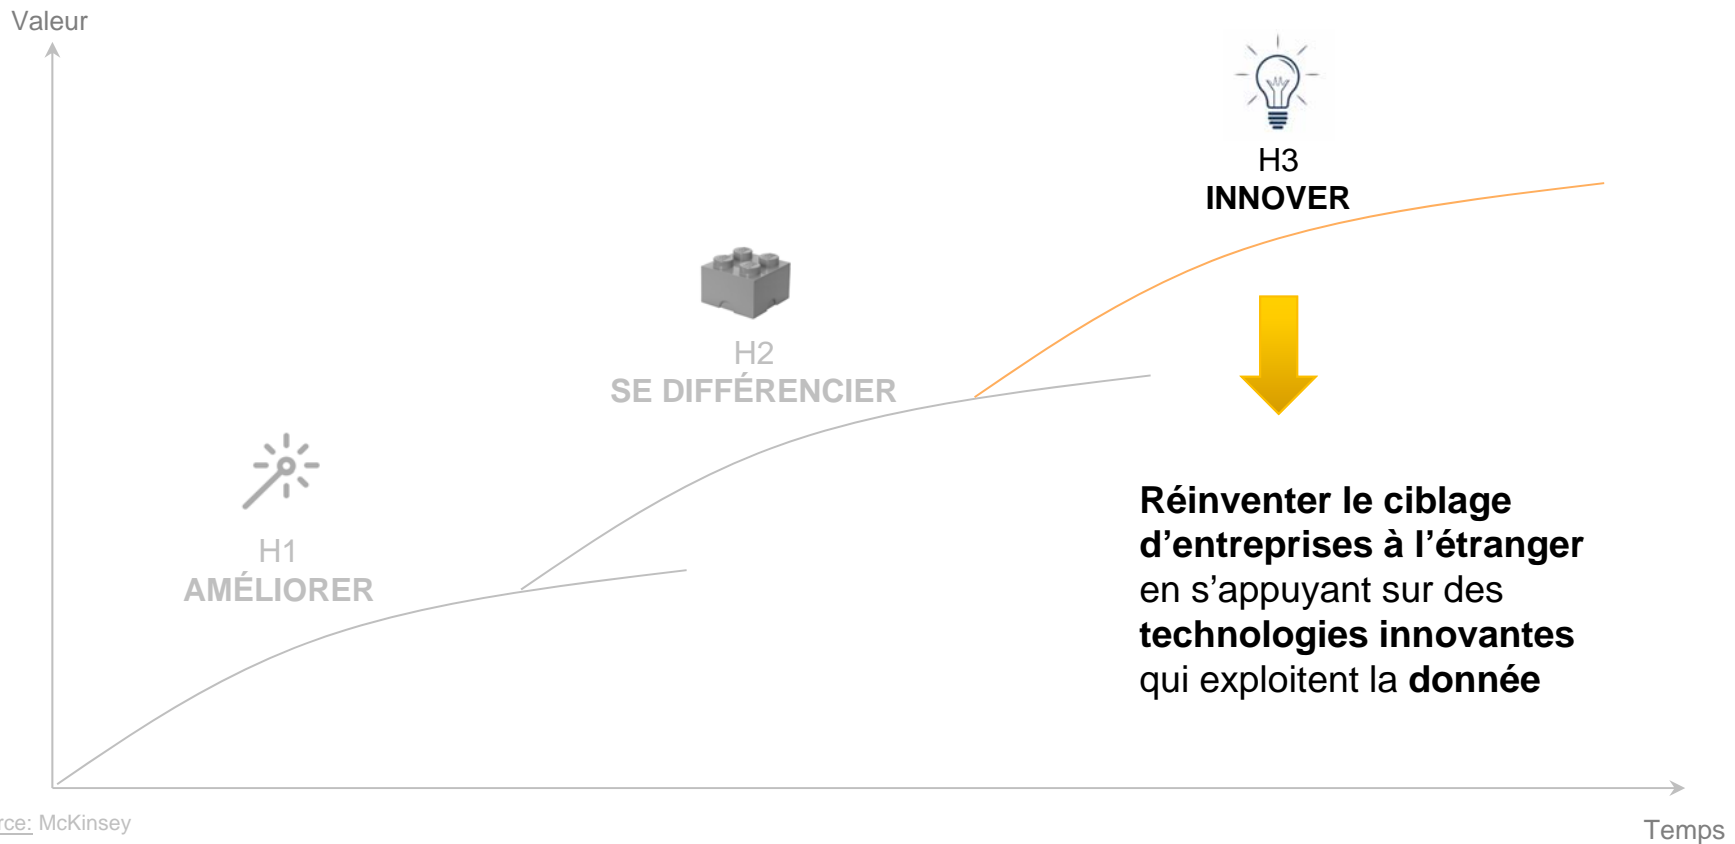 Valeur
H3
INNOVER
H2
SE DIFFÉRENCIER
H1
AMÉLIORER
Réinventer le ciblage
d’entreprises à l’étranger
en s’appuyant sur des
technologies innovantes
qui exploitent la donnée
rce: McKinsey
Temps